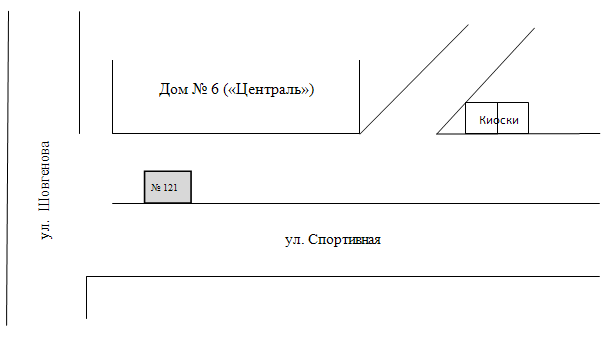 Дом № 6 («Централь»)
Киоски
№ 121
ул. Шовгенова
ул. Спортивная